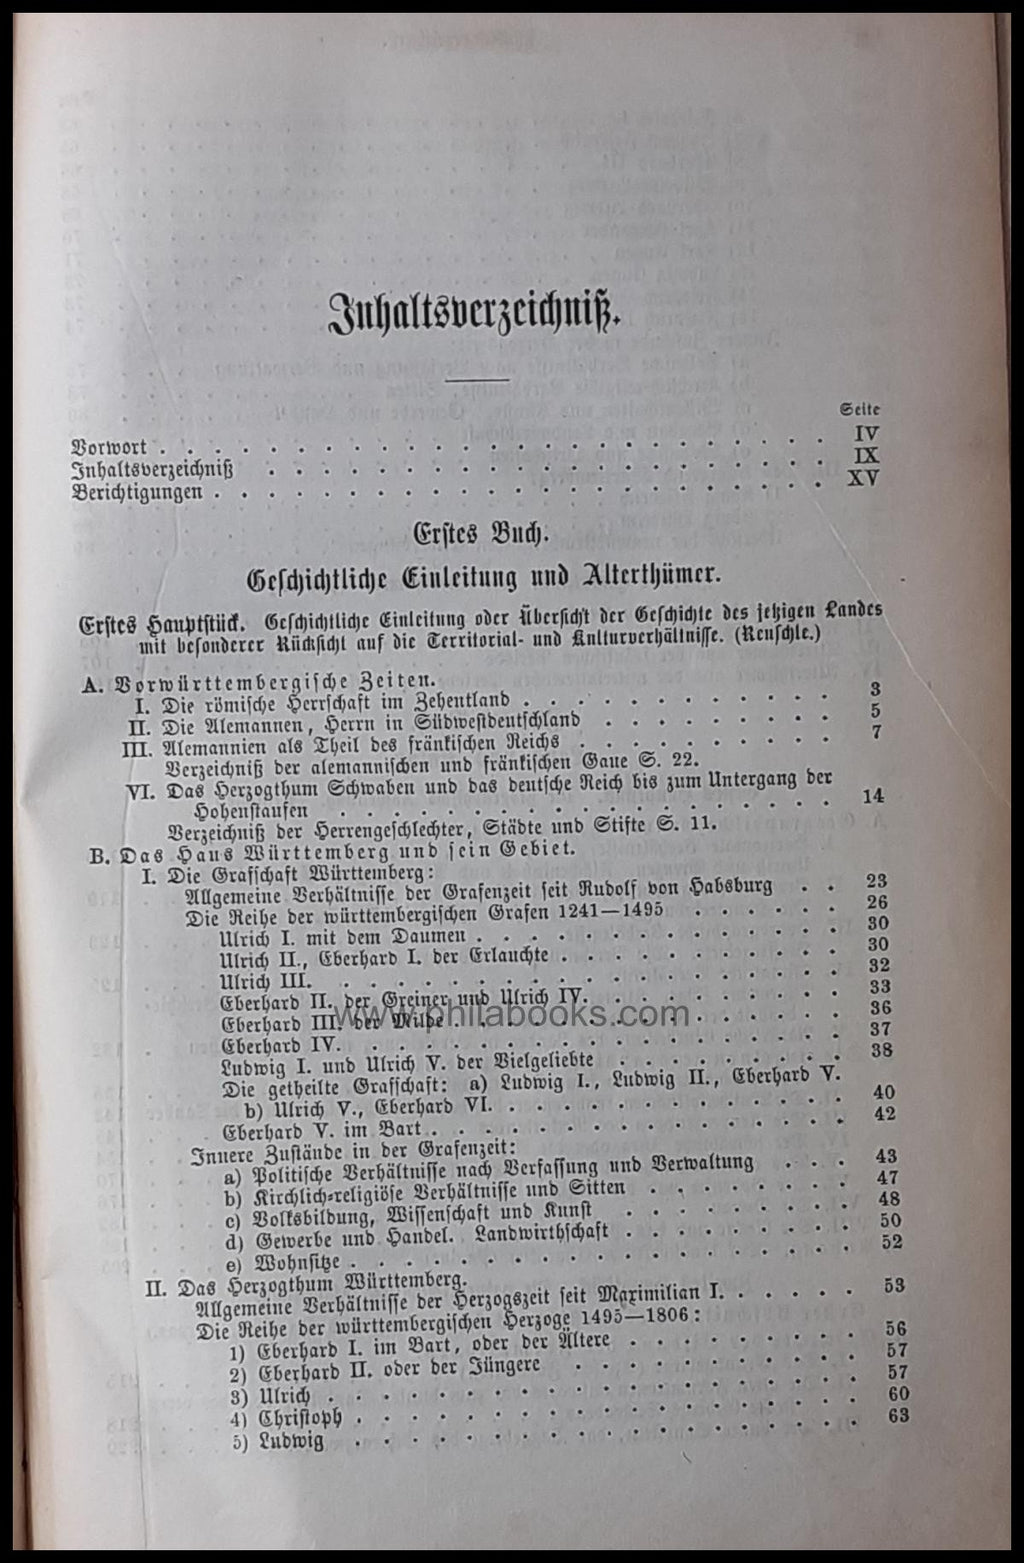 Inhaltsverzeichniß.
Seite
Vorwort . . . . . . . . . . . . . . . . . . . . . . . . . IV
Inhaltsverzeichniß . . . . . . . . . . . . . . . . . . . . . IX
Berichtigungen . . . . . . . . . . . . . . . . . . . . . . . XV
Erstes Buch.
Geschichtliche Einleitung und Alterthümer.
Erstes Hauptstück. Geschichtliche Einleitung oder Übersicht der Geschichte des jetzigen Landes
mit besonderer Rücksicht auf die Territorial- und Kulturverhältnisse. (Reuschle.)
A. Vorwürttembergische Zeiten.
I. Die römische Herrschaft im Zehentland . . . . . . . . . . . . 3
II. Die Alemannen, Herrn in Südwestdeutschland . . . . . . . . . 5
III. Alemannien als Theil des fränkischen Reichs . . . . . . . . . . 7
Verzeichniß der alemannischen und fränkischen Gaue S. 22.
VI. Das Herzogthum Schwaben und das deutsche Reich bis zum Untergang der
Hohenstaufen . . . . . . . . . . . . . . . . . . 14
Verzeichniß der Herrengeschlechter, Städte und Stifte S. 11.
B. Das Haus Württemberg und sein Gebiet.
I. Die Grafschaft Württemberg:
Allgemeine Verhältnisse der Grafenzeit seit Rudolf von Habsburg . . 23
Die Reihe der württembergischen Grafen 1241—1495 . . . . . . 26
Ulrich I. mit dem Daumen . . . . . . . . . . . . . 30
Ulrich II., Eberhard I. der Erlauchte . . . . . . . . . . 30
Ulrich III. . . . . . . . . . . . . . . . . . . . 32
Eberhard II. der Greiner und Ulrich IV. . . . . . . . . . 33
Eberhard III. der Milde . . . . . . . . . . . . . . 36
Eberhard IV. . . . . . . . . . . . . . . . . . . 37
Ludwig I. und Ulrich V. der Vielgeliebte . . . . . . . . 38
Die getheilte Grafschaft: a) Ludwig I., Ludwig II., Eberhard V.
b) Ulrich V., Eberhard VI. . . . . . . . . . . . . 40
Eberhard V. im Bart . . . . . . . . . . . . . . . 42
Innere Zustände in der Grafenzeit:
a) Politische Verhältnisse nach Verfassung und Verwaltung . . . 43
b) Kirchlich-religiöse Verhältnisse und Sitten . . . . . . . . 47
c) Volksbildung, Wissenschaft und Kunst . . . . . . . . . 48
d) Gewerbe und Handel. Landwirthschaft . . . . . . . . . 50
e) Wohnsitze . . . . . . . . . . . . . . . . . . . 52
II. Das Herzogthum Württemberg.
Allgemeine Verhältnisse der Herzogszeit seit Maximilian I. . . . . . 53
Die Reihe der württembergischen Herzoge 1495—1806:
1) Eberhard I. im Bart, oder der Ältere . . . . . . . . . 56
2) Eberhard II. oder der Jüngere . . . . . . . . . . . 57
3) Ulrich . . . . . . . . . . . . . . . . . . . . 57
4) Christoph . . . . . . . . . . . . . . . . . . . 60
5) Ludwig . . . . . . . . . . . . . . . . . . . . 63
www.philabooks.com